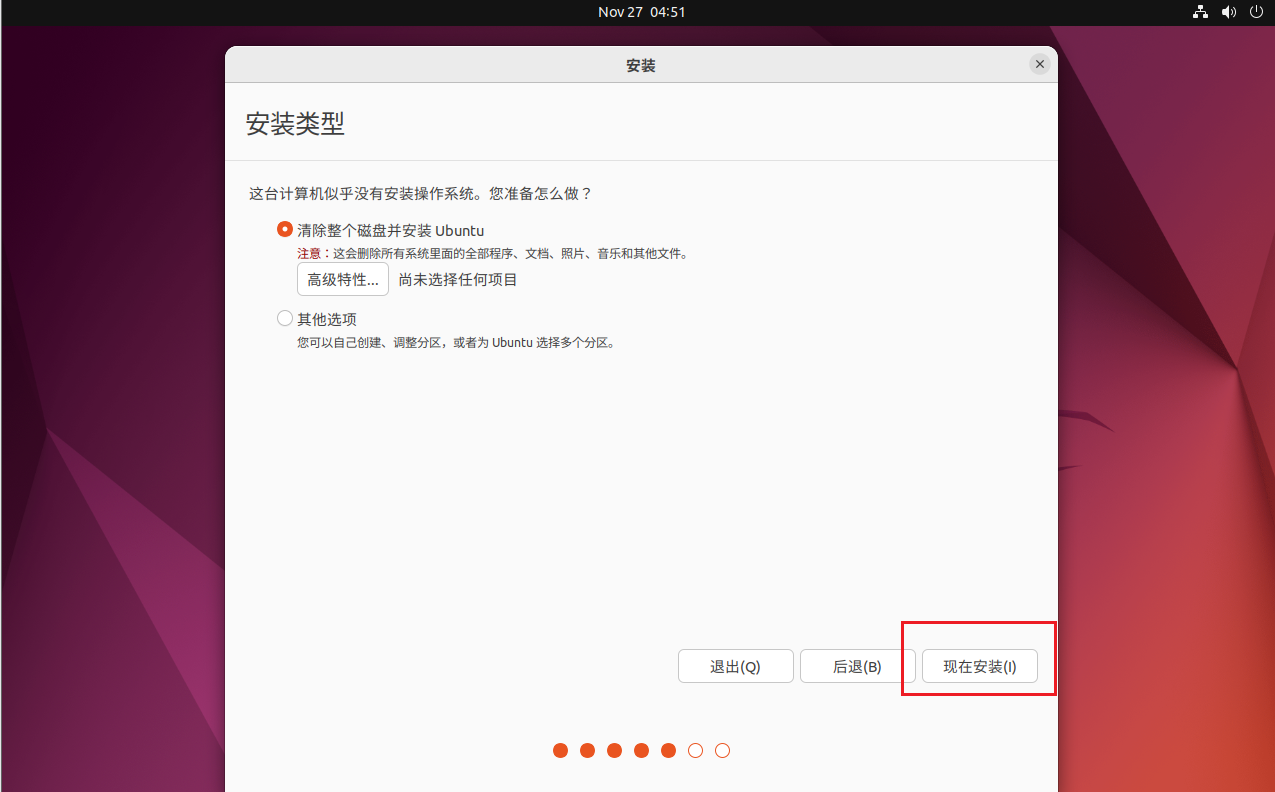 Nov 27 04:51
安装
安装类型
这台计算机似乎没有安装操作系统。您准备怎么做？
清除整个磁盘并安装 Ubuntu
注意：这会删除所有系统里面的全部程序、文档、照片、音乐和其他文件。
高级特性... 尚未选择任何项目
其他选项
您可以自己创建、调整分区，或者为 Ubuntu 选择多个分区。
退出(Q) 后退(B) 现在安装(I)